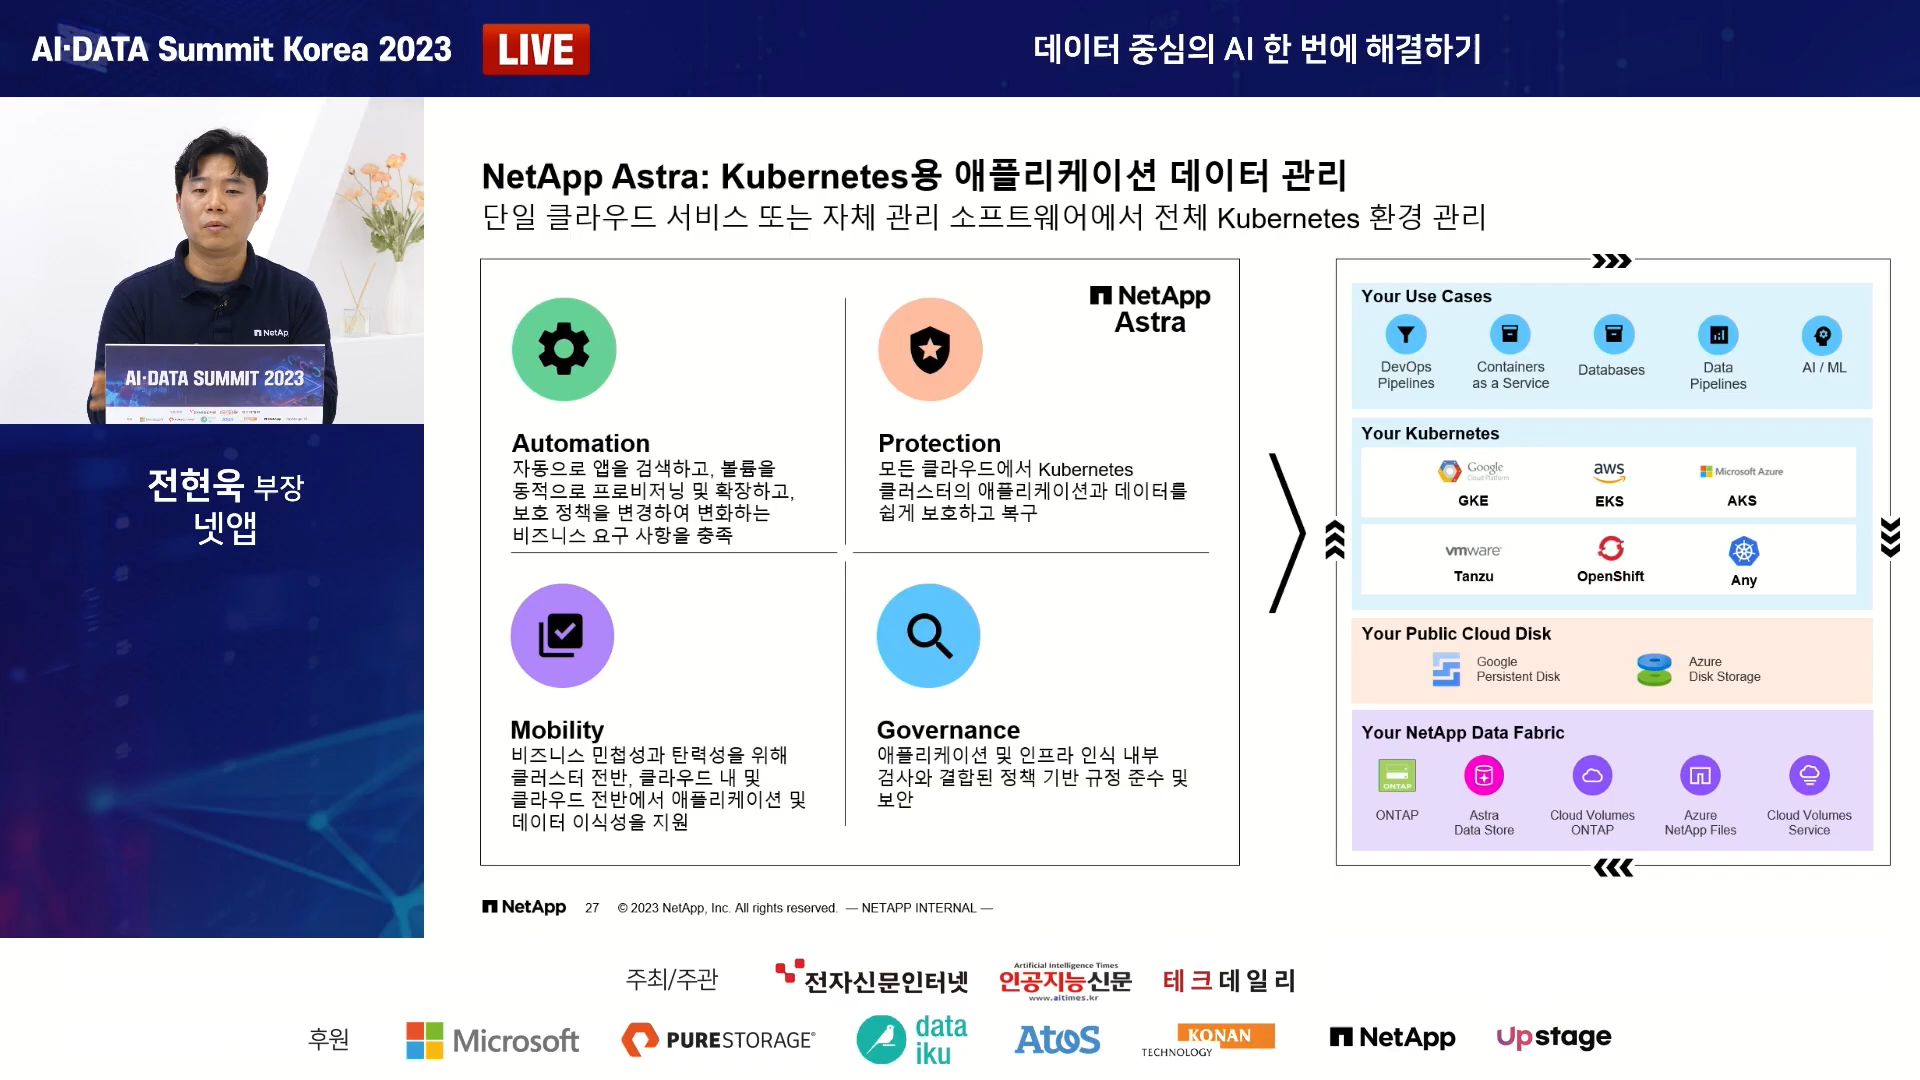 AI·DATA Summit Korea 2023
LIVE
데이터 중심의 AI 한 번에 해결하기
NetApp
AI·DATA SUMMIT 2023
전현욱 부장
넷앱
NetApp Astra: Kubernetes용 애플리케이션 데이터 관리
단일 클라우드 서비스 또는 자체 관리 소프트웨어에서 전체 Kubernetes 환경 관리
NetApp
Astra
Automation
자동으로 앱을 검색하고, 볼륨을
동적으로 프로비저닝 및 확장하고,
보호 정책을 변경하여 변화하는
비즈니스 요구 사항을 충족
Protection
모든 클라우드에서 Kubernetes
클러스터의 애플리케이션과 데이터를
쉽게 보호하고 복구
Mobility
비즈니스 민첩성과 탄력성을 위해
클러스터 전반, 클라우드 내 및
클라우드 전반에서 애플리케이션 및
데이터 이식성을 지원
Governance
애플리케이션 및 인프라 인식 내부
검사와 결합된 정책 기반 규정 준수 및
보안
Your Use Cases
DevOps
Pipelines
Containers
as a Service
Databases
Data
Pipelines
AI / ML
Your Kubernetes
Google
Cloud Platform
GKE
aws
EKS
Microsoft Azure
AKS
vmware
Tanzu
OpenShift
Any
Your Public Cloud Disk
Google
Persistent Disk
Azure
Disk Storage
Your NetApp Data Fabric
ONTAP
ONTAP
Astra
Data Store
Cloud Volumes
ONTAP
Azure
NetApp Files
Cloud Volumes
Service
NetApp 27 © 2023 NetApp, Inc. All rights reserved. — NETAPP INTERNAL —
주최/주관
전자신문인터넷
Artificial Intelligence Times
인공지능신문
www.aitimes.kr
테크데일리
후원
Microsoft
PURESTORAGE®
data
iku
Atos
KONAN
TECHNOLOGY
NetApp
Upstage